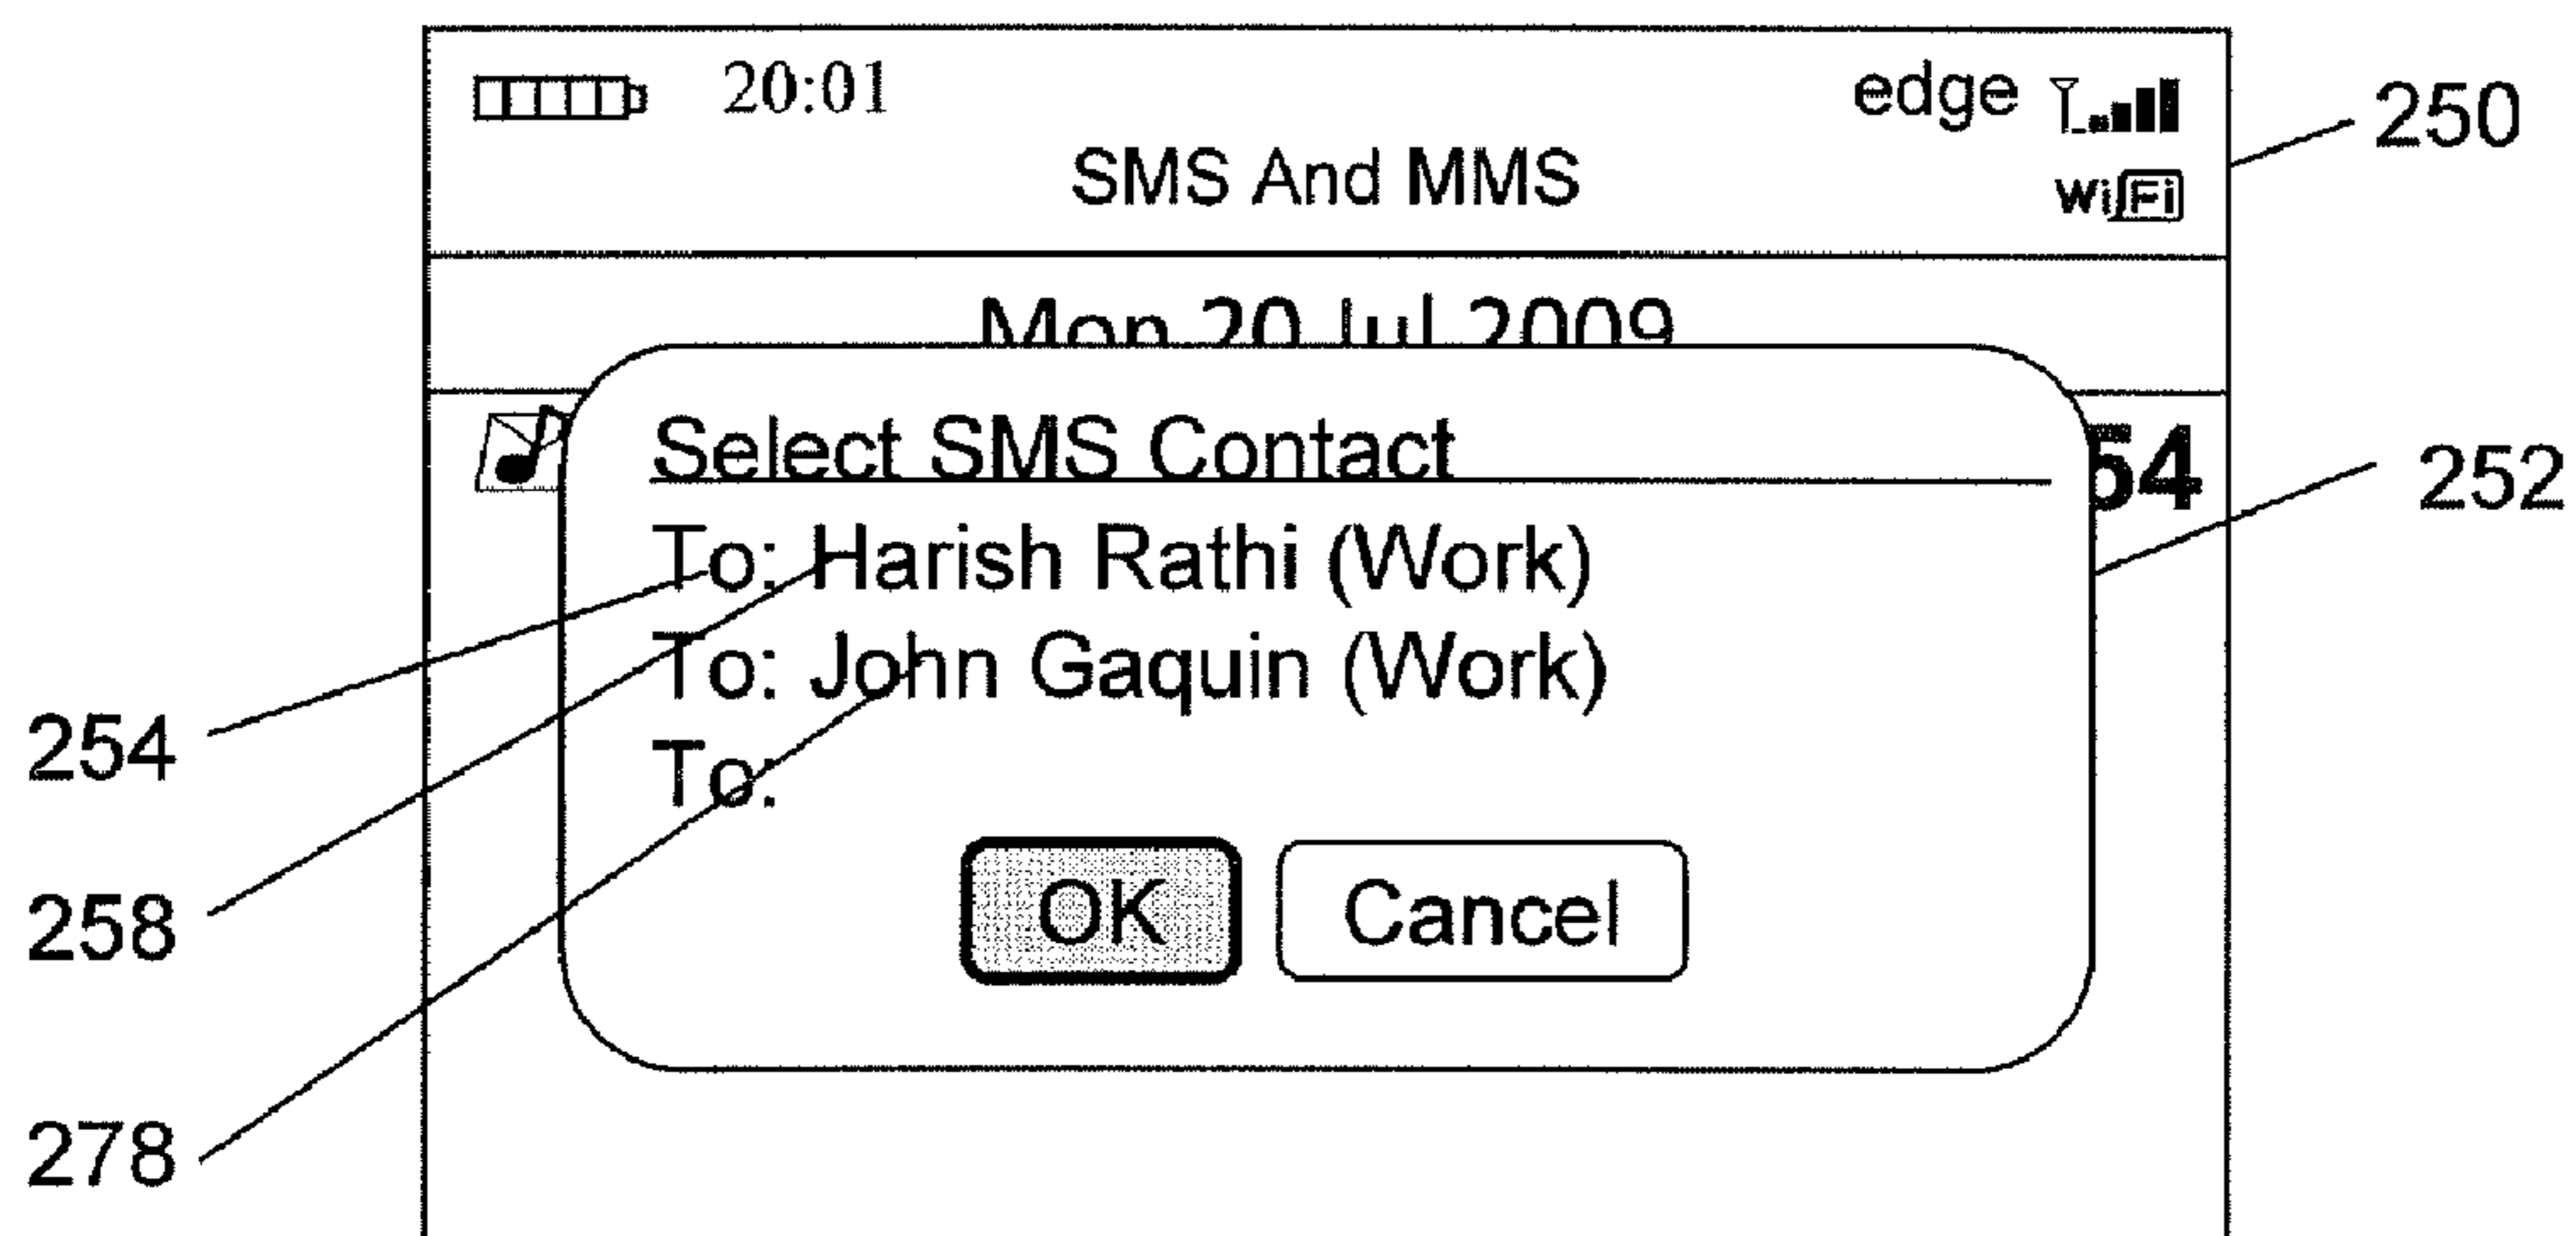 20:01 edge
250
SMS And MMS
WiFi
Mon 20 Jul 2009
Select SMS Contact
54
252
To: Harish Rathi (Work)
To: John Gaquin (Work)
254
To:
258
OK Cancel
278